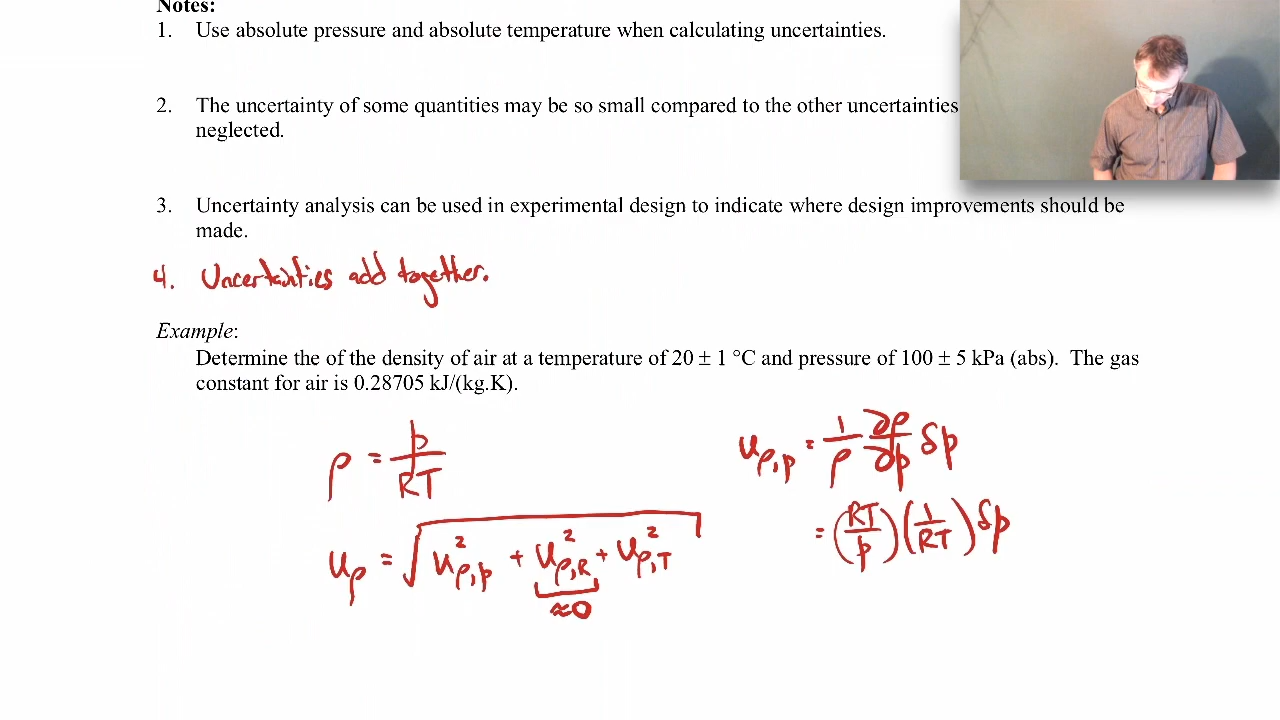 Notes:
1. Use absolute pressure and absolute temperature when calculating uncertainties.
2. The uncertainty of some quantities may be so small compared to the other uncertainties
neglected.
3. Uncertainty analysis can be used in experimental design to indicate where design improvements should be
made.
4. Uncertainties add together.
Example:
Determine the of the density of air at a temperature of 20 ± 1 °C and pressure of 100 ± 5 kPa (abs). The gas
constant for air is 0.28705 kJ/(kg.K).
ρ = p/RT
u_ρ = √(u²_ρ,p + u²_ρ,R + u²_ρ,T)
≈0
u_ρ,p = 1/ρ ∂ρ/∂p δp
= (RT/p)(1/RT)δp